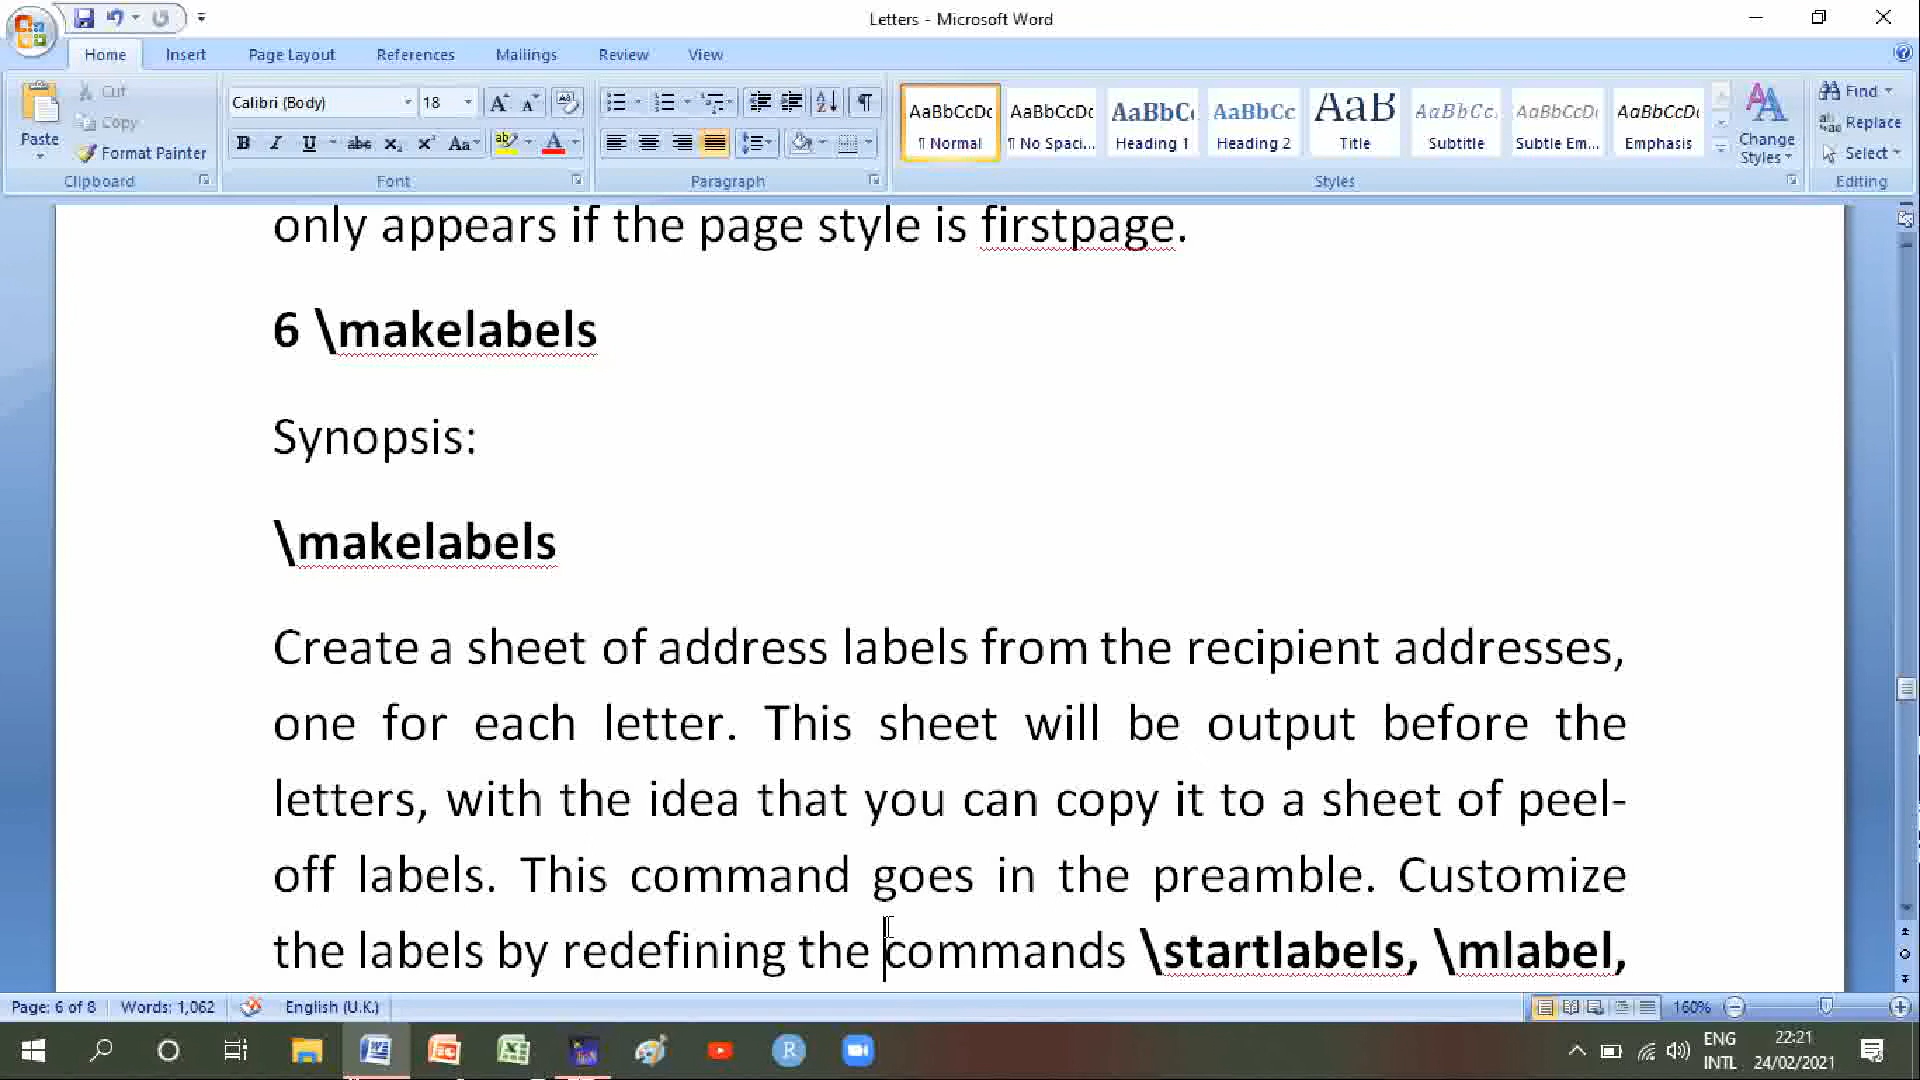 Letters - Microsoft Word
Home Insert Page Layout References Mailings Review View
Paste
Cut
Copy
Format Painter
Clipboard
Calibri (Body) 18
Font
Paragraph
AaBbCcDc AaBbCcDc AaBbC AaBbCc AaB AaBbCc. AaBbCcDc AaBbCcDc
¶ Normal ¶ No Spaci... Heading 1 Heading 2 Title Subtitle Subtle Em... Emphasis
Change Styles
Styles
Find
Replace
Select
Editing
only appears if the page style is firstpage.
6 \makelabels
Synopsis:
\makelabels
Create a sheet of address labels from the recipient addresses,
one for each letter. This sheet will be output before the
letters, with the idea that you can copy it to a sheet of peel-
off labels. This command goes in the preamble. Customize
the labels by redefining the commands \startlabels, \mlabel,
Page: 6 of 8 Words: 1,062 English (U.K.) 160%
ENG 22:21
INTL 24/02/2021